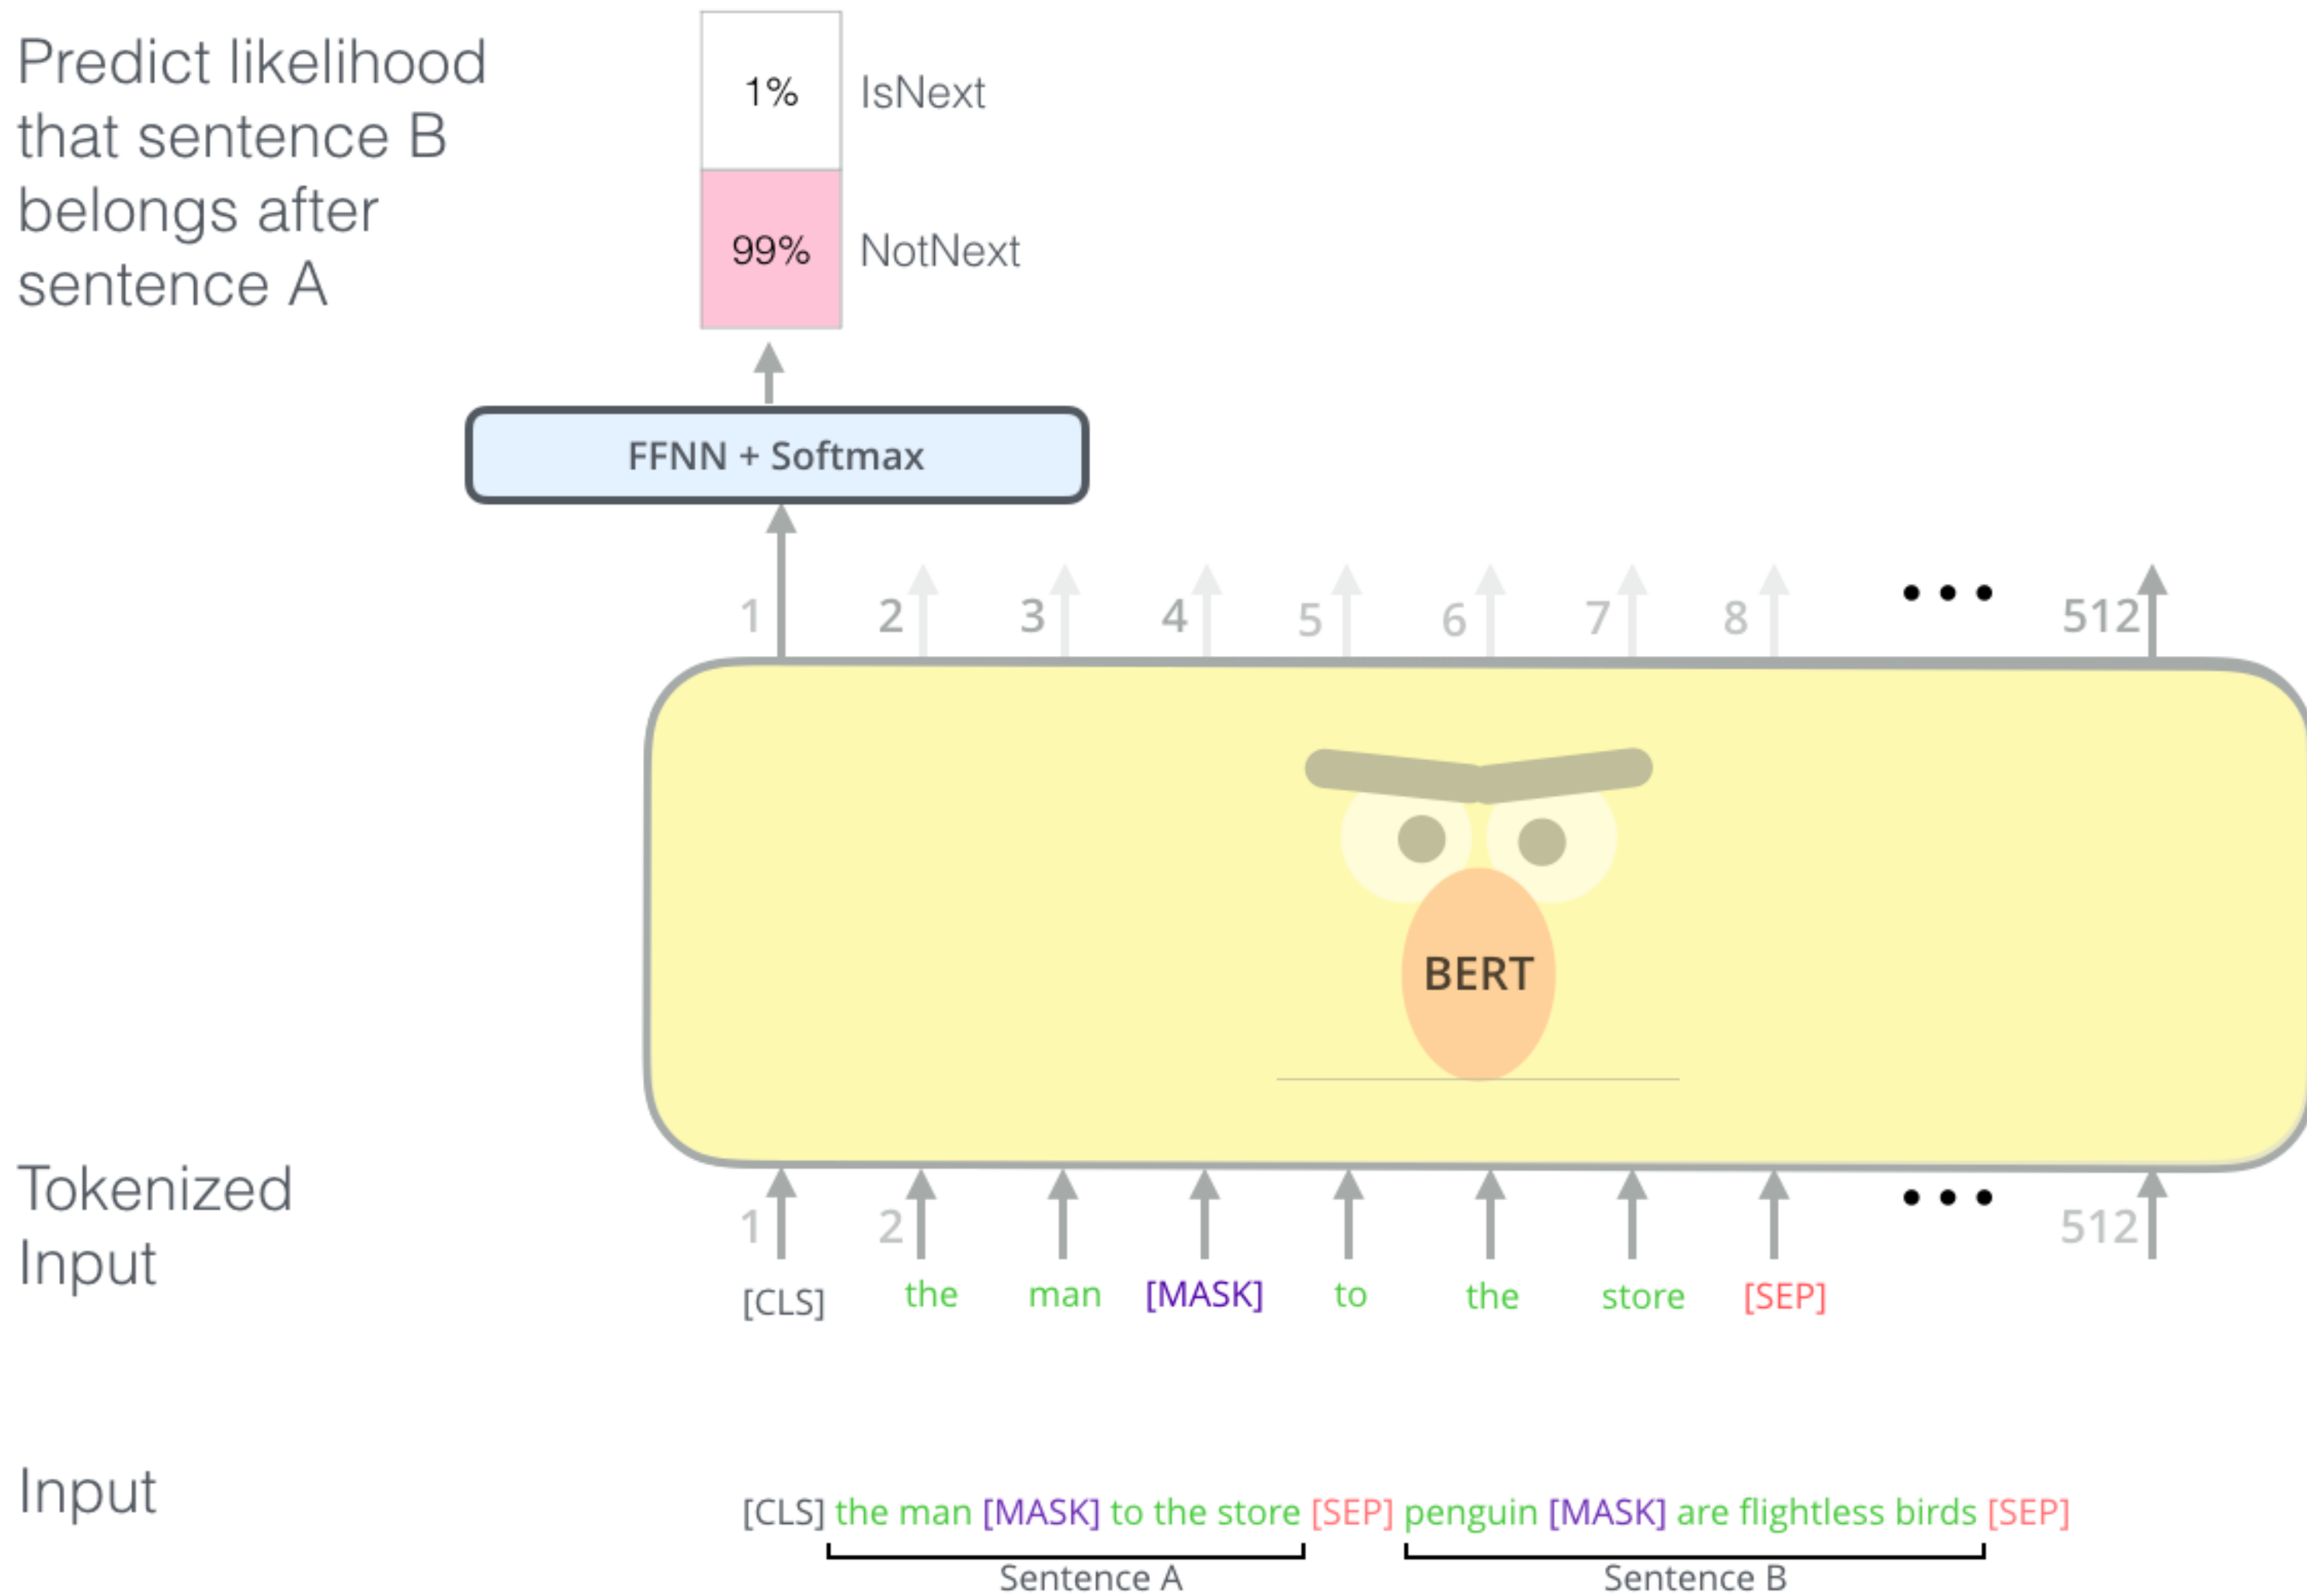 Predict likelihood
that sentence B
belongs after
sentence A
1% IsNext
99% NotNext
FFNN + Softmax
1 2 3 4 5 6 7 8 ••• 512
BERT
Tokenized
Input
1 2 ••• 512
[CLS] the man [MASK] to the store [SEP]
Input
[CLS] the man [MASK] to the store [SEP] penguin [MASK] are flightless birds [SEP]
Sentence A Sentence B